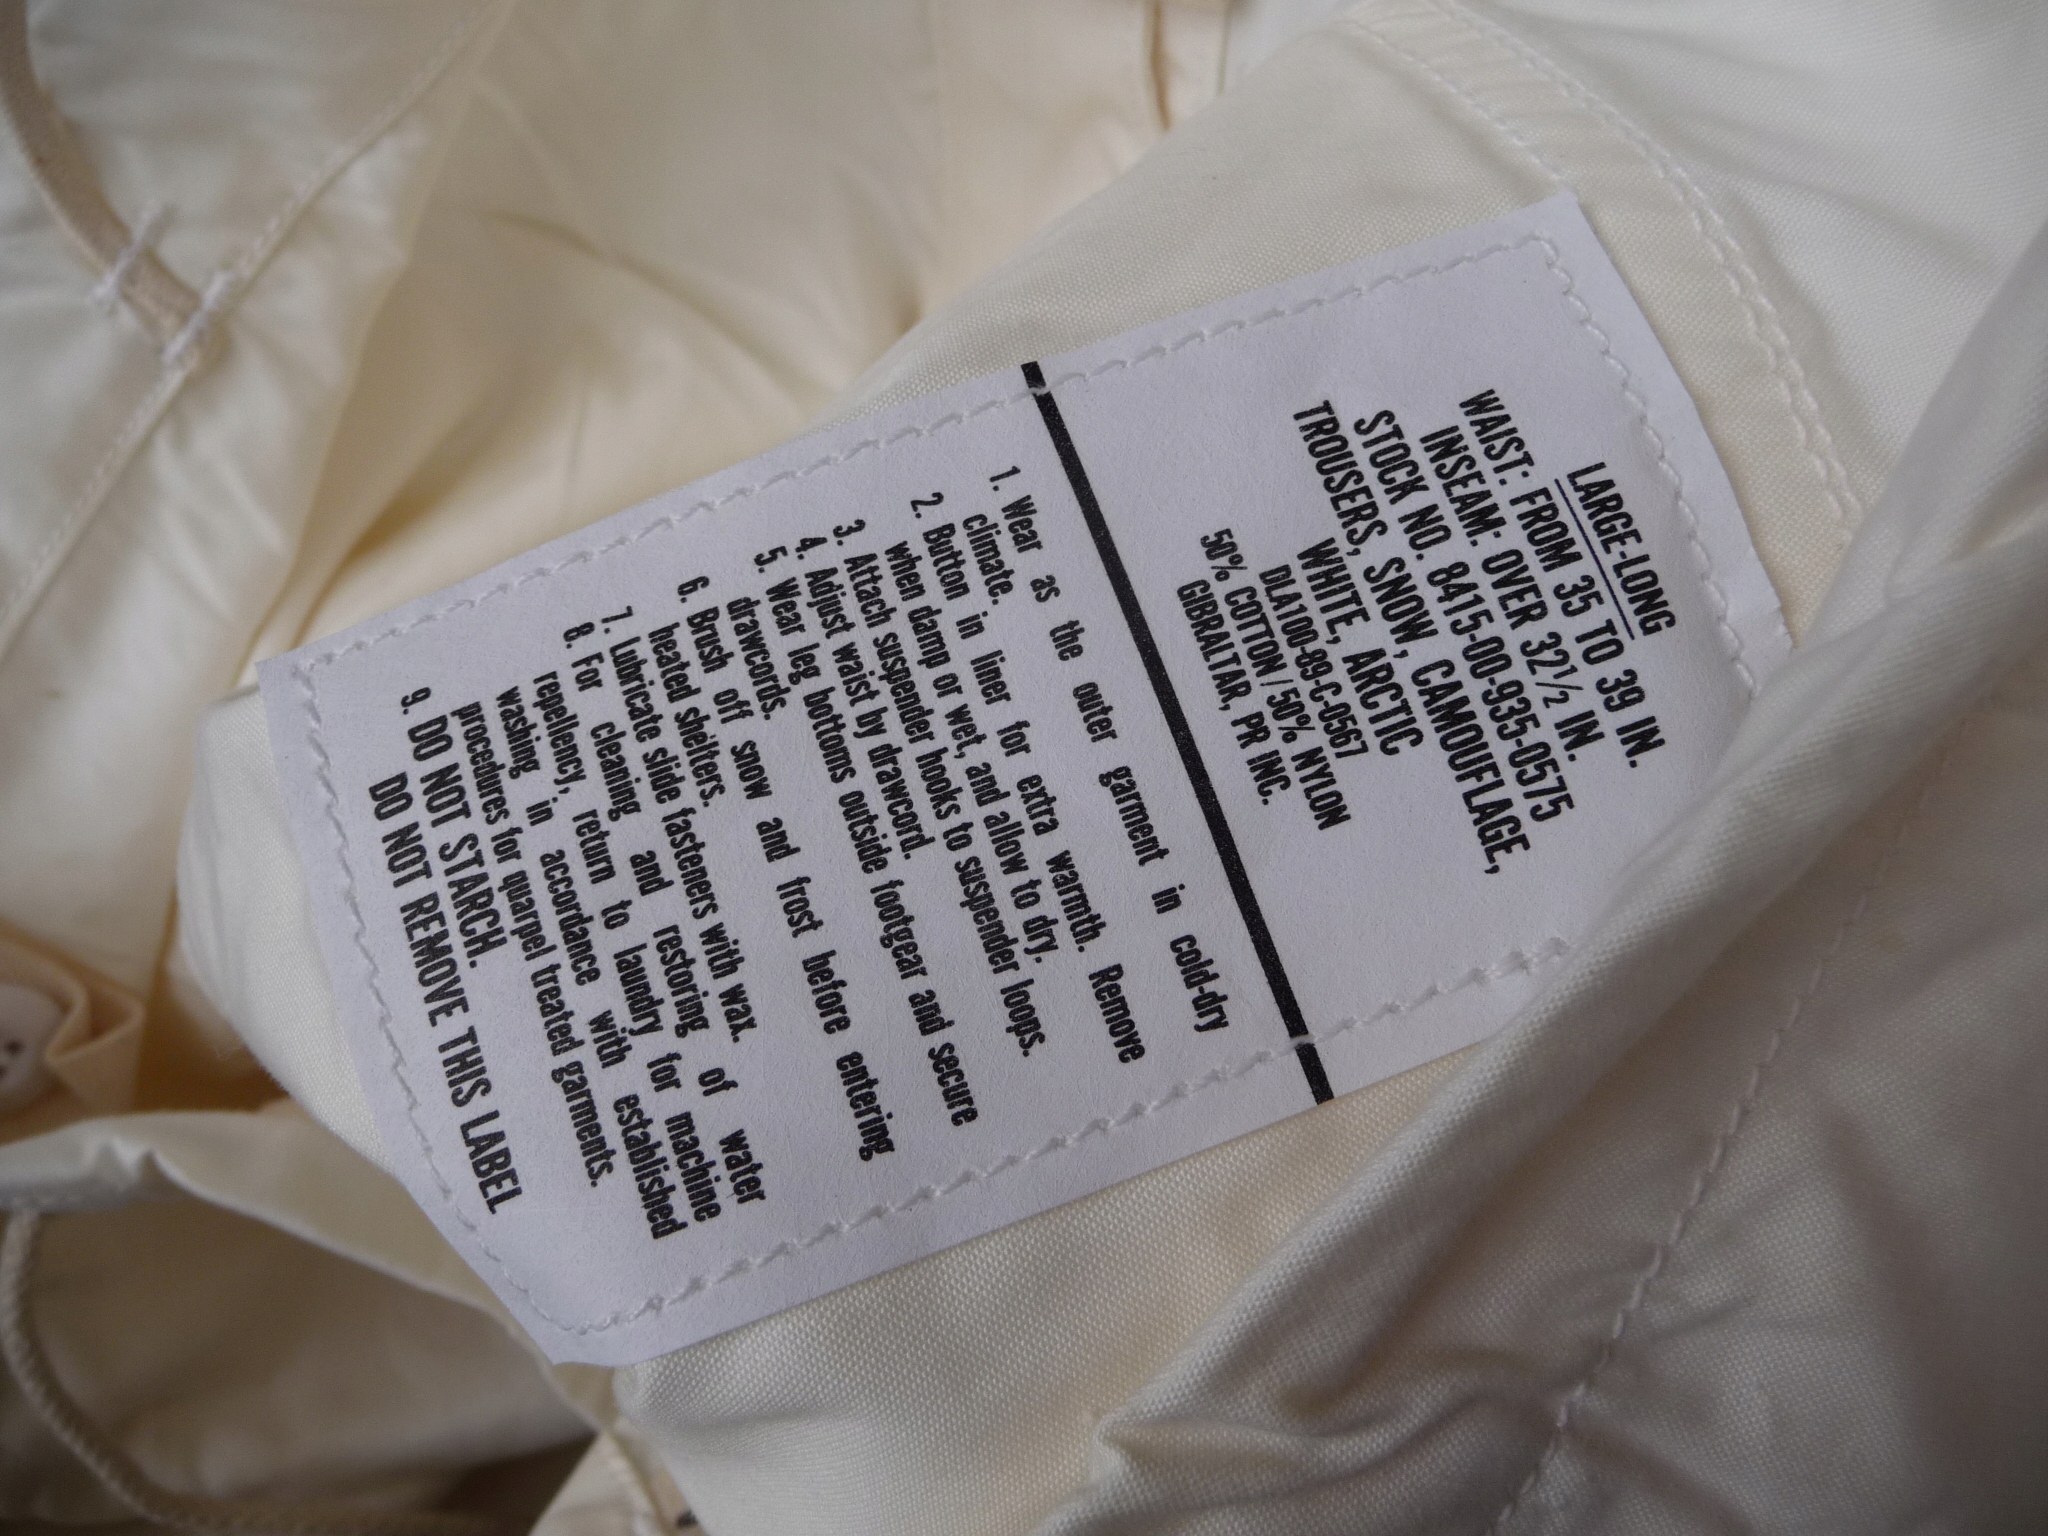 LARGE-LONG
WAIST: FROM 35 TO 39 IN.
INSEAM: OVER 32½ IN.
STOCK NO. 8415-00-935-0575
TROUSERS, SNOW, CAMOUFLAGE,
WHITE, ARCTIC
DLA100-89-C-0567
50% COTTON / 50% NYLON
GIBRALTAR, PR INC.
1. Wear as the outer garment in cold-dry
climate.
2. Button in liner for extra warmth. Remove
when damp or wet, and allow to dry.
3. Attach suspender hooks to suspender loops.
4. Adjust waist by drawcord.
5. Wear leg bottoms outside footgear and secure
drawcords.
6. Brush off snow and frost before entering
heated shelters.
7. Lubricate slide fasteners with wax.
8. For cleaning and restoring of water
repellency, return to laundry for machine
washing in accordance with established
procedures for quarpel treated garments.
9. DO NOT STARCH.
DO NOT REMOVE THIS LABEL